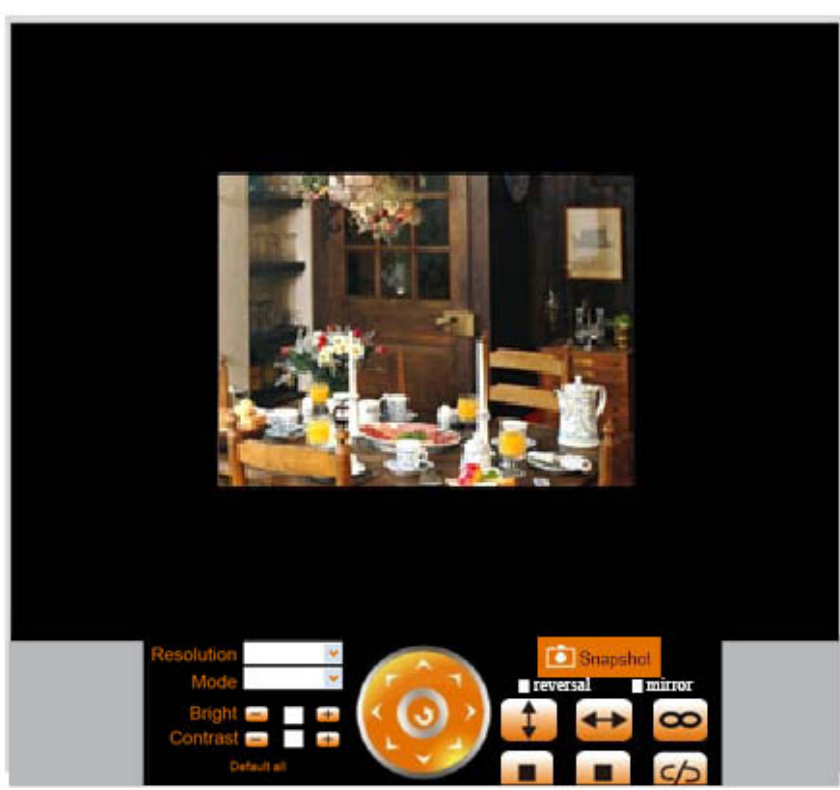 Resolution
Mode
Bright
Contrast
Default all
Snapshot
reversal mirror